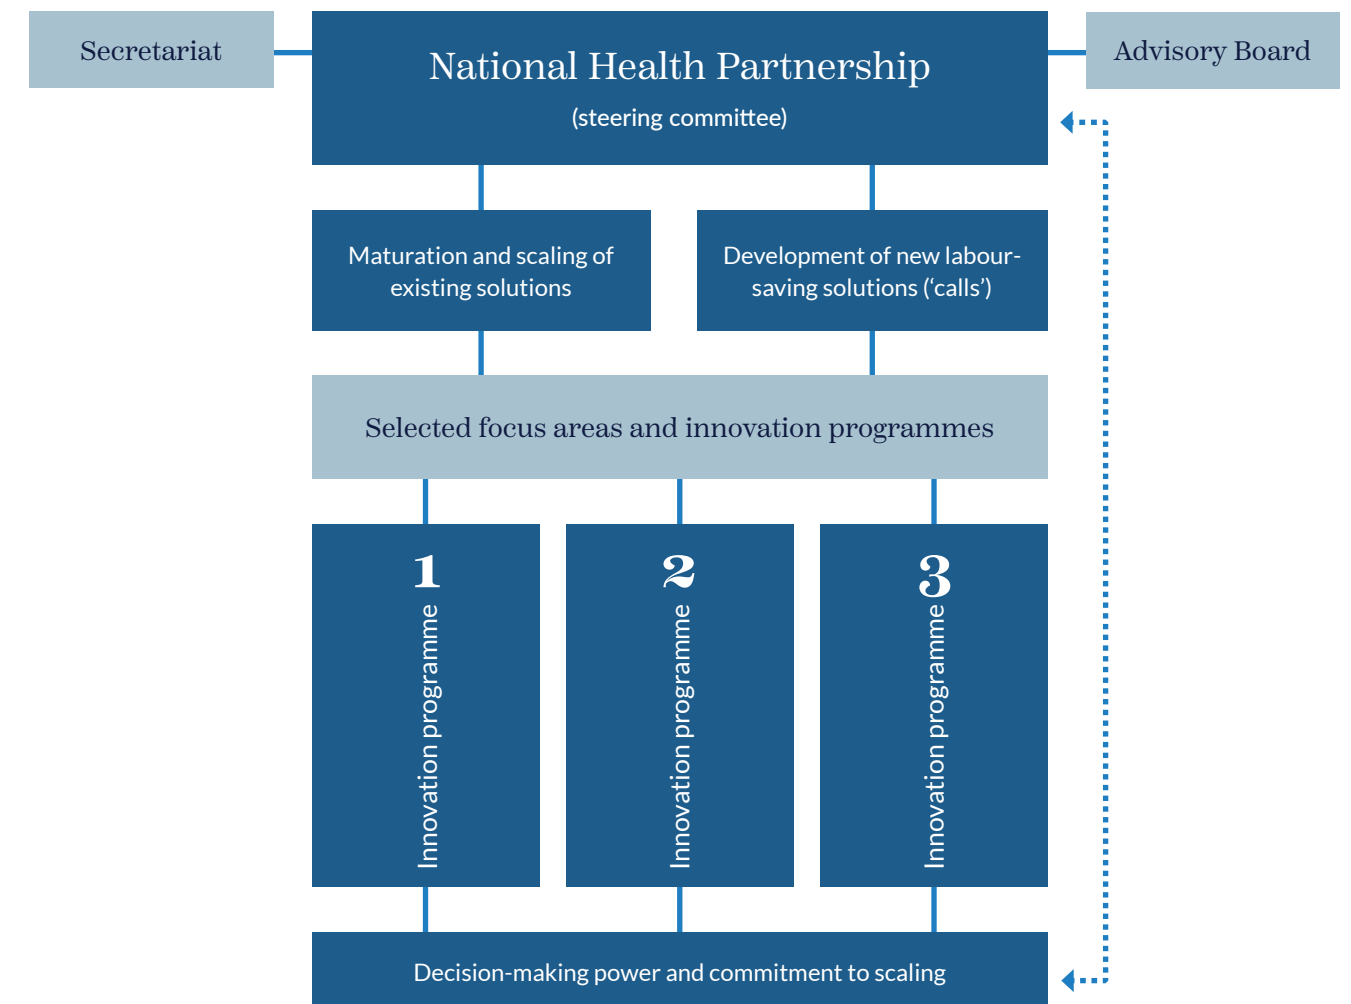 Secretariat
National Health Partnership
(steering committee)
Advisory Board
Maturation and scaling of
existing solutions
Development of new labour-
saving solutions (‘calls’)
Selected focus areas and innovation programmes
1
Innovation programme
2
Innovation programme
3
Innovation programme
Decision-making power and commitment to scaling